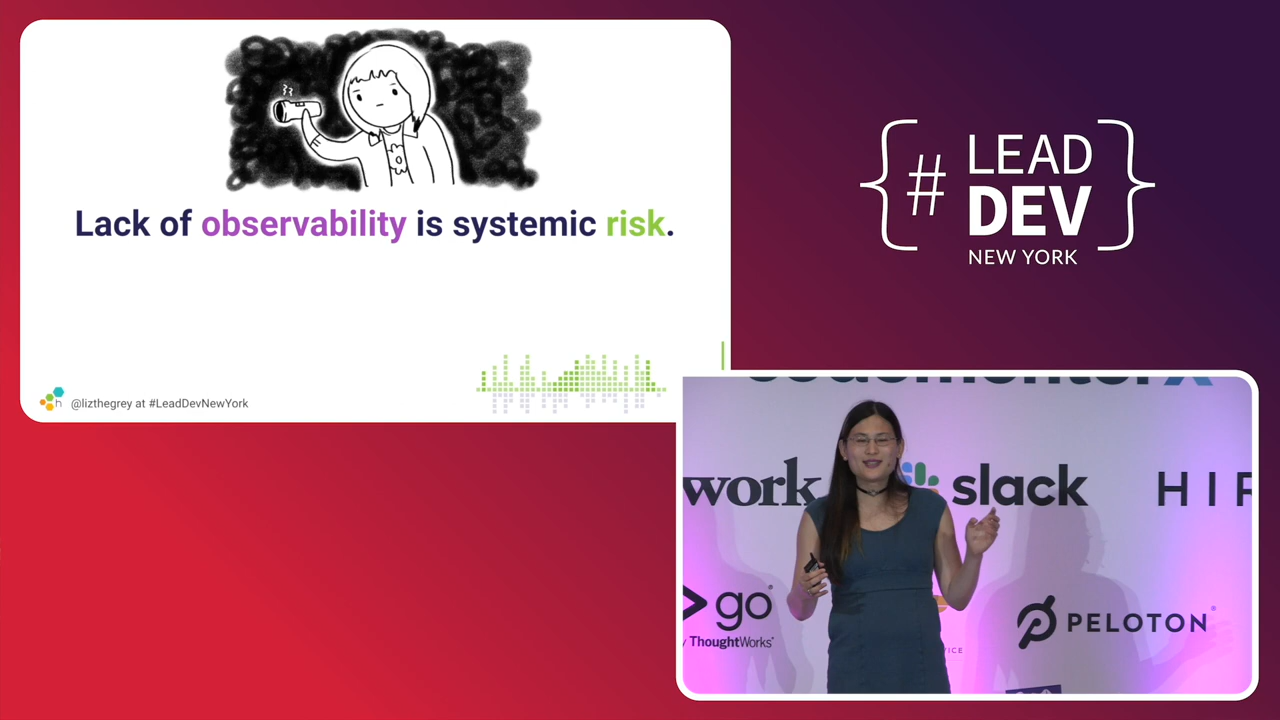 Lack of observability is systemic risk.
h
@lizthegrey at #LeadDevNewYork
{# LEAD
DEV}
NEW YORK
work
slack
HIR
> go
ThoughtWorks®
PELOTON